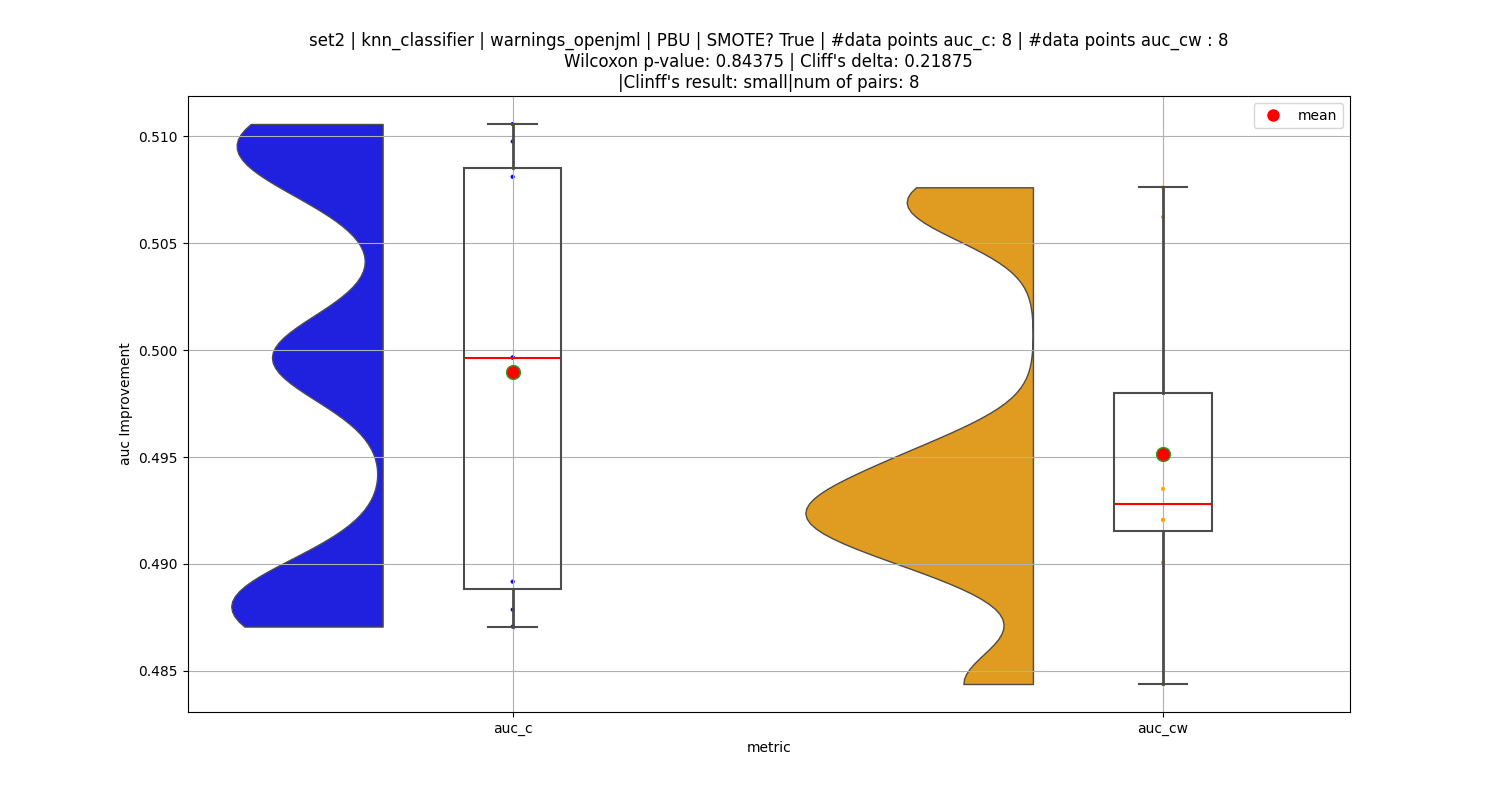 set2 | knn_classifier | warnings_openjml | PBU | SMOTE? True | #data points auc_c: 8 | #data points auc_cw : 8
Wilcoxon p-value: 0.84375 | Cliff's delta: 0.21875
|Clinff's result: small|num of pairs: 8
mean
0.510
0.505
0.500
0.495
0.490
0.485
auc Improvement
auc_c
auc_cw
metric